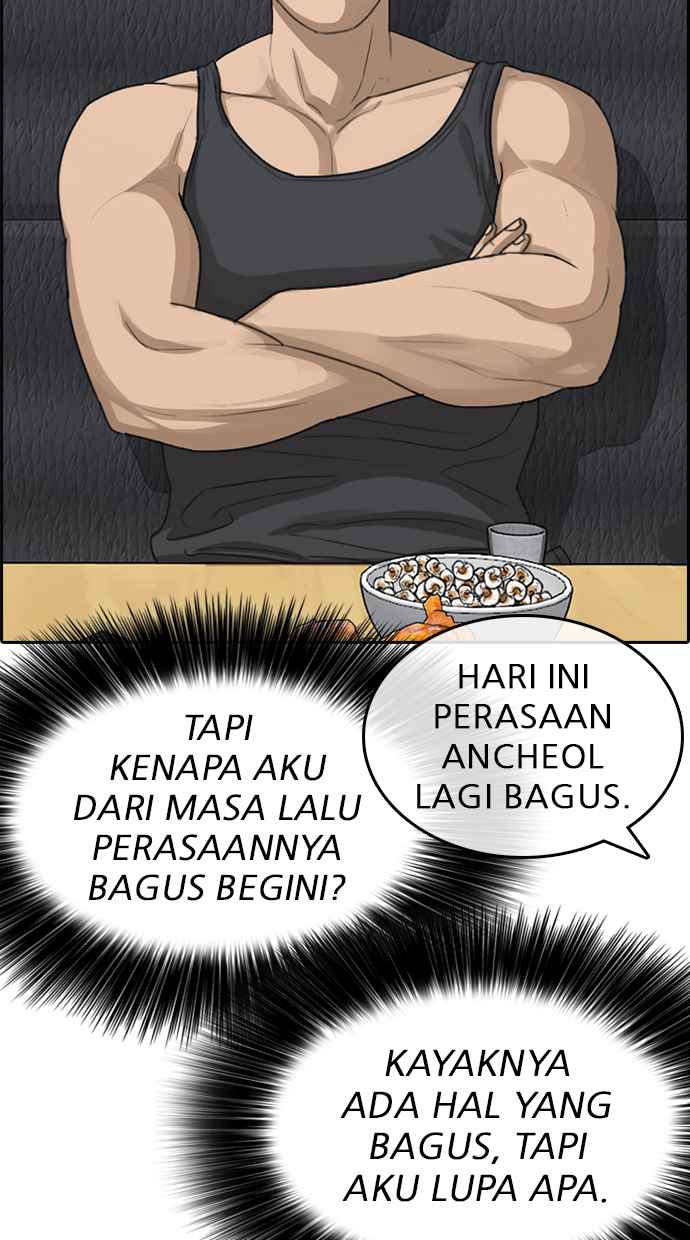 HARI INI
PERASAAN
ANCHEOL
LAGI BAGUS.
TAPI
KENAPA AKU
DARI MASA LALU
PERASAANNYA
BAGUS BEGINI?
KAYAKNYA
ADA HAL YANG
BAGUS, TAPI
AKU LUPA APA.